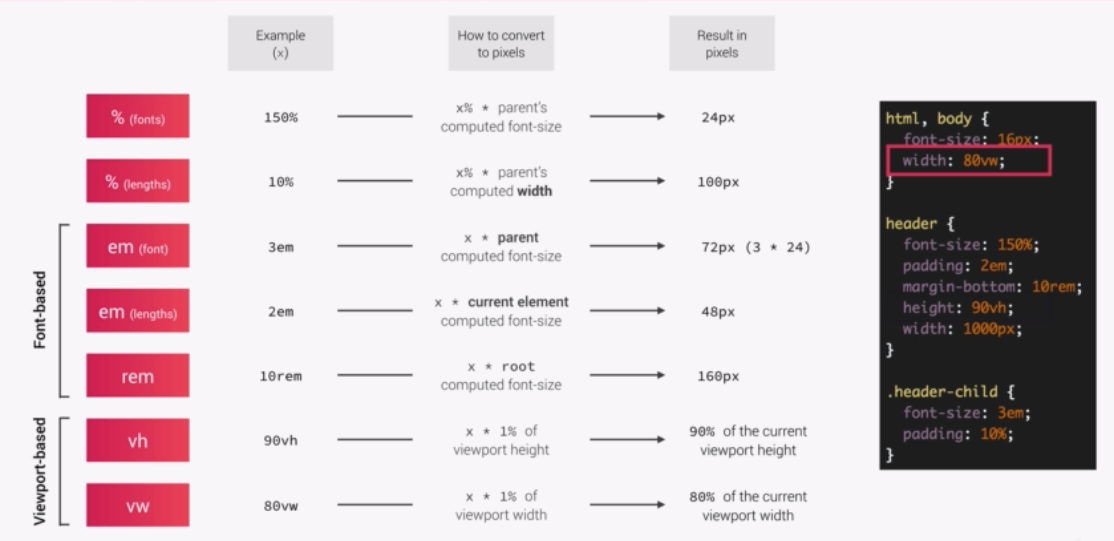 Example
(x)
How to convert
to pixels
Result in
pixels
% (fonts)
150%
x% * parent's
computed font-size
24px
% (lengths)
10%
x% * parent's
computed width
100px
Font-based
em (font)
3em
x * parent
computed font-size
72px (3 * 24)
em (lengths)
2em
x * current element
computed font-size
48px
rem
10rem
x * root
computed font-size
160px
Viewport-based
vh
90vh
x * 1% of
viewport height
90% of the current
viewport height
vw
80vw
x * 1% of
viewport width
80% of the current
viewport width
html, body {
font-size: 16px;
width: 80vw;
}
header {
font-size: 150%;
padding: 2em;
margin-bottom: 10rem;
height: 90vh;
width: 1000px;
}
.header-child {
font-size: 3em;
padding: 10%;
}